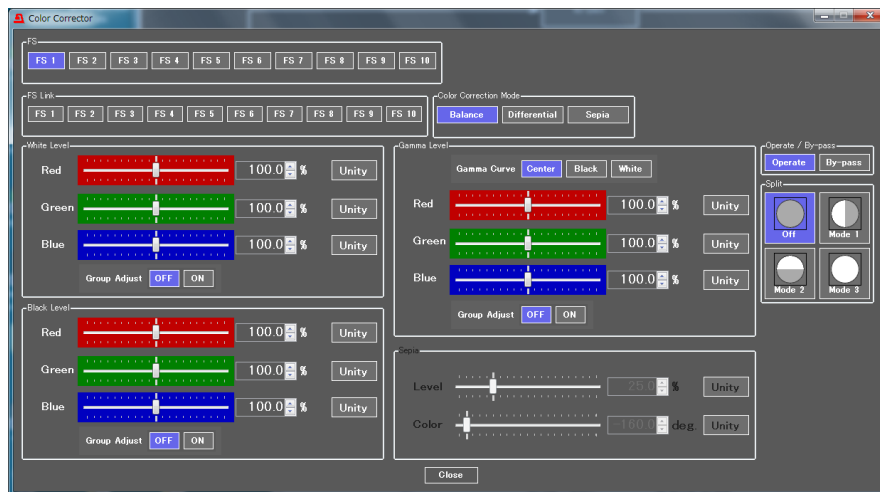 Color Corrector
FS
FS 1 FS 2 FS 3 FS 4 FS 5 FS 6 FS 7 FS 8 FS 9 FS 10
FS Link
FS 1 FS 2 FS 3 FS 4 FS 5 FS 6 FS 7 FS 8 FS 9 FS 10
Color Correction Mode
Balance Differential Sepia
White Level
Red 100.0 % Unity
Green 100.0 % Unity
Blue 100.0 % Unity
Group Adjust OFF ON
Black Level
Red 100.0 % Unity
Green 100.0 % Unity
Blue 100.0 % Unity
Group Adjust OFF ON
Gamma Level
Gamma Curve Center Black White
Red 100.0 % Unity
Green 100.0 % Unity
Blue 100.0 % Unity
Group Adjust OFF ON
Sepia
Level 25.0 % Unity
Color -160.0 deg. Unity
Operate / By-pass
Operate By-pass
Split
Off Mode 1
Mode 2 Mode 3
Close